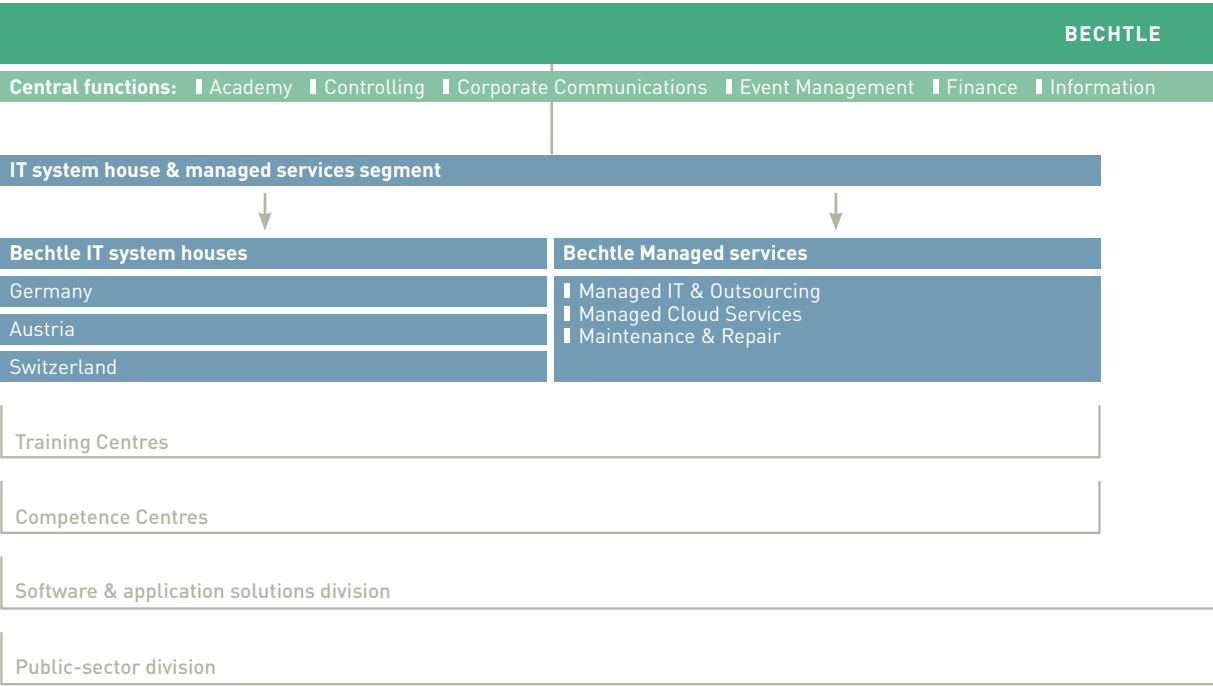 BECHTLE
Central functions: Academy Controlling Corporate Communications Event Management Finance Information
IT system house & managed services segment
Bechtle IT system houses
Germany
Austria
Switzerland
Bechtle Managed services
Managed IT & Outsourcing
Managed Cloud Services
Maintenance & Repair
Training Centres
Competence Centres
Software & application solutions division
Public-sector division